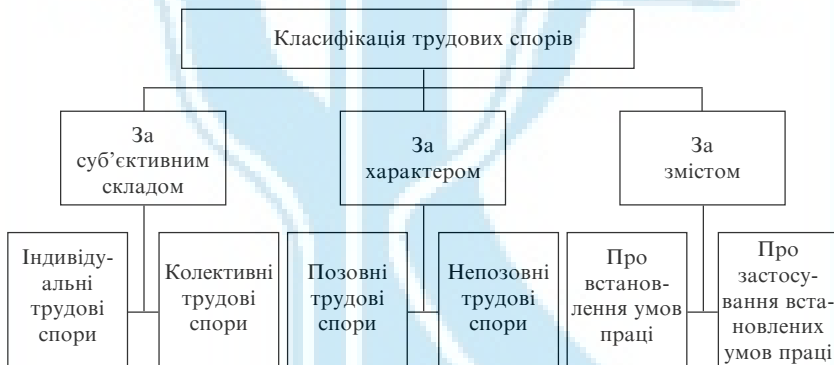 Класифікація трудових спорів
За
суб’єктивним
складом
За
характером
За
змістом
Індивіду-
альні
трудові
спори
Колективні
трудові
спори
Позовні
трудові
спори
Непозовні
трудові
спори
Про
встанов-
лення умов
праці
Про
застосу-
вання вста-
новлених
умов праці